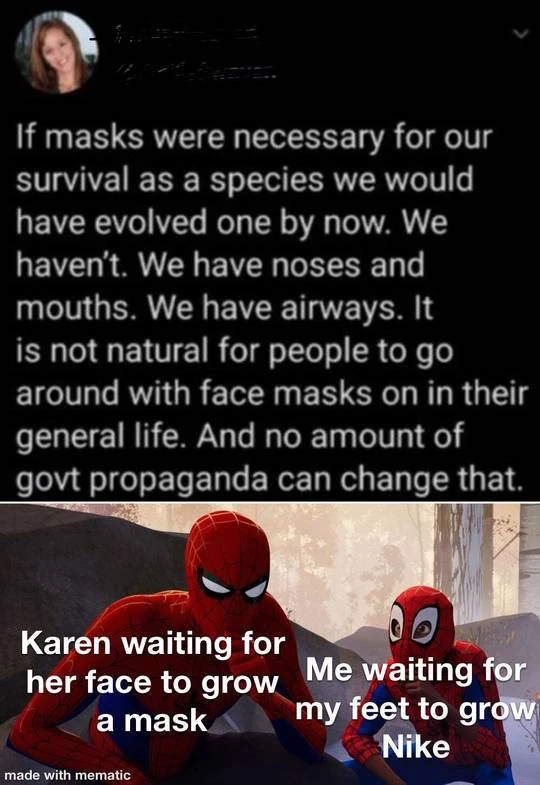 If masks were necessary for our
survival as a species we would
have evolved one by now. We
haven't. We have noses and
mouths. We have airways. It
is not natural for people to go
around with face masks on in their
general life. And no amount of
govt propaganda can change that.
Karen waiting for
her face to grow
a mask
Me waiting for
my feet to grow
Nike
made with mematic